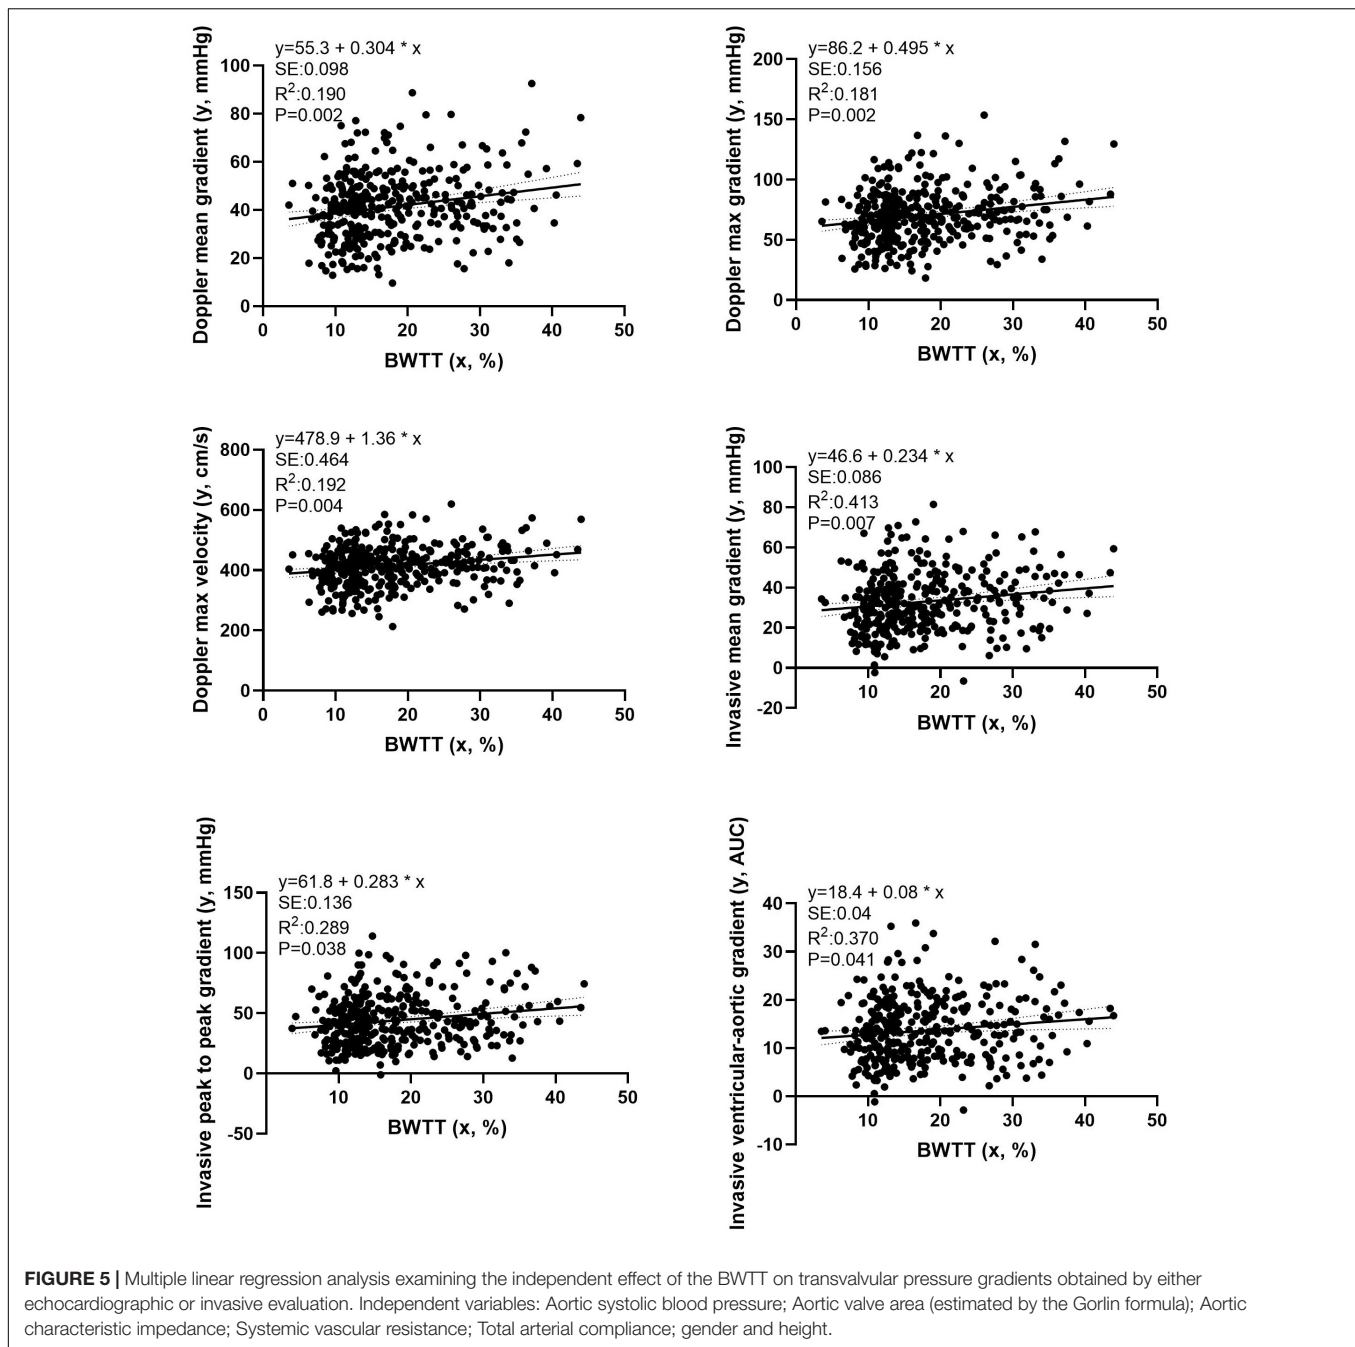 Doppler mean gradient (y, mmHg)
y=55.3 + 0.304 * x
SE:0.098
R2:0.190
P=0.002
100
80
60
40
20
0
0 10 20 30 40 50
BWTT (x, %)
Doppler max gradient (y, mmHg)
y=86.2 + 0.495 * x
SE:0.156
R2:0.181
P=0.002
200
150
100
50
0
0 10 20 30 40 50
BWTT (x, %)
Doppler max velocity (y, cm/s)
y=478.9 + 1.36 * x
SE:0.464
R2:0.192
P=0.004
800
600
400
200
0
0 10 20 30 40 50
BWTT (x, %)
Invasive mean gradient (y, mmHg)
y=46.6 + 0.234 * x
SE:0.086
R2:0.413
P=0.007
100
80
60
40
20
0
-20
10 20 30 40 50
BWTT (x, %)
Invasive peak to peak gradient (y, mmHg)
y=61.8 + 0.283 * x
SE:0.136
R2:0.289
P=0.038
150
100
50
0
-50
10 20 30 40 50
BWTT (x, %)
Invasive ventricular-aortic gradient (y, AUC)
y=18.4 + 0.08 * x
SE:0.04
R2:0.370
P=0.041
40
30
20
10
0
-10
10 20 30 40 50
BWTT (x, %)
FIGURE 5 | Multiple linear regression analysis examining the independent effect of the BWTT on transvalvular pressure gradients obtained by either
echocardiographic or invasive evaluation. Independent variables: Aortic systolic blood pressure; Aortic valve area (estimated by the Gorlin formula); Aortic
characteristic impedance; Systemic vascular resistance; Total arterial compliance; gender and height.